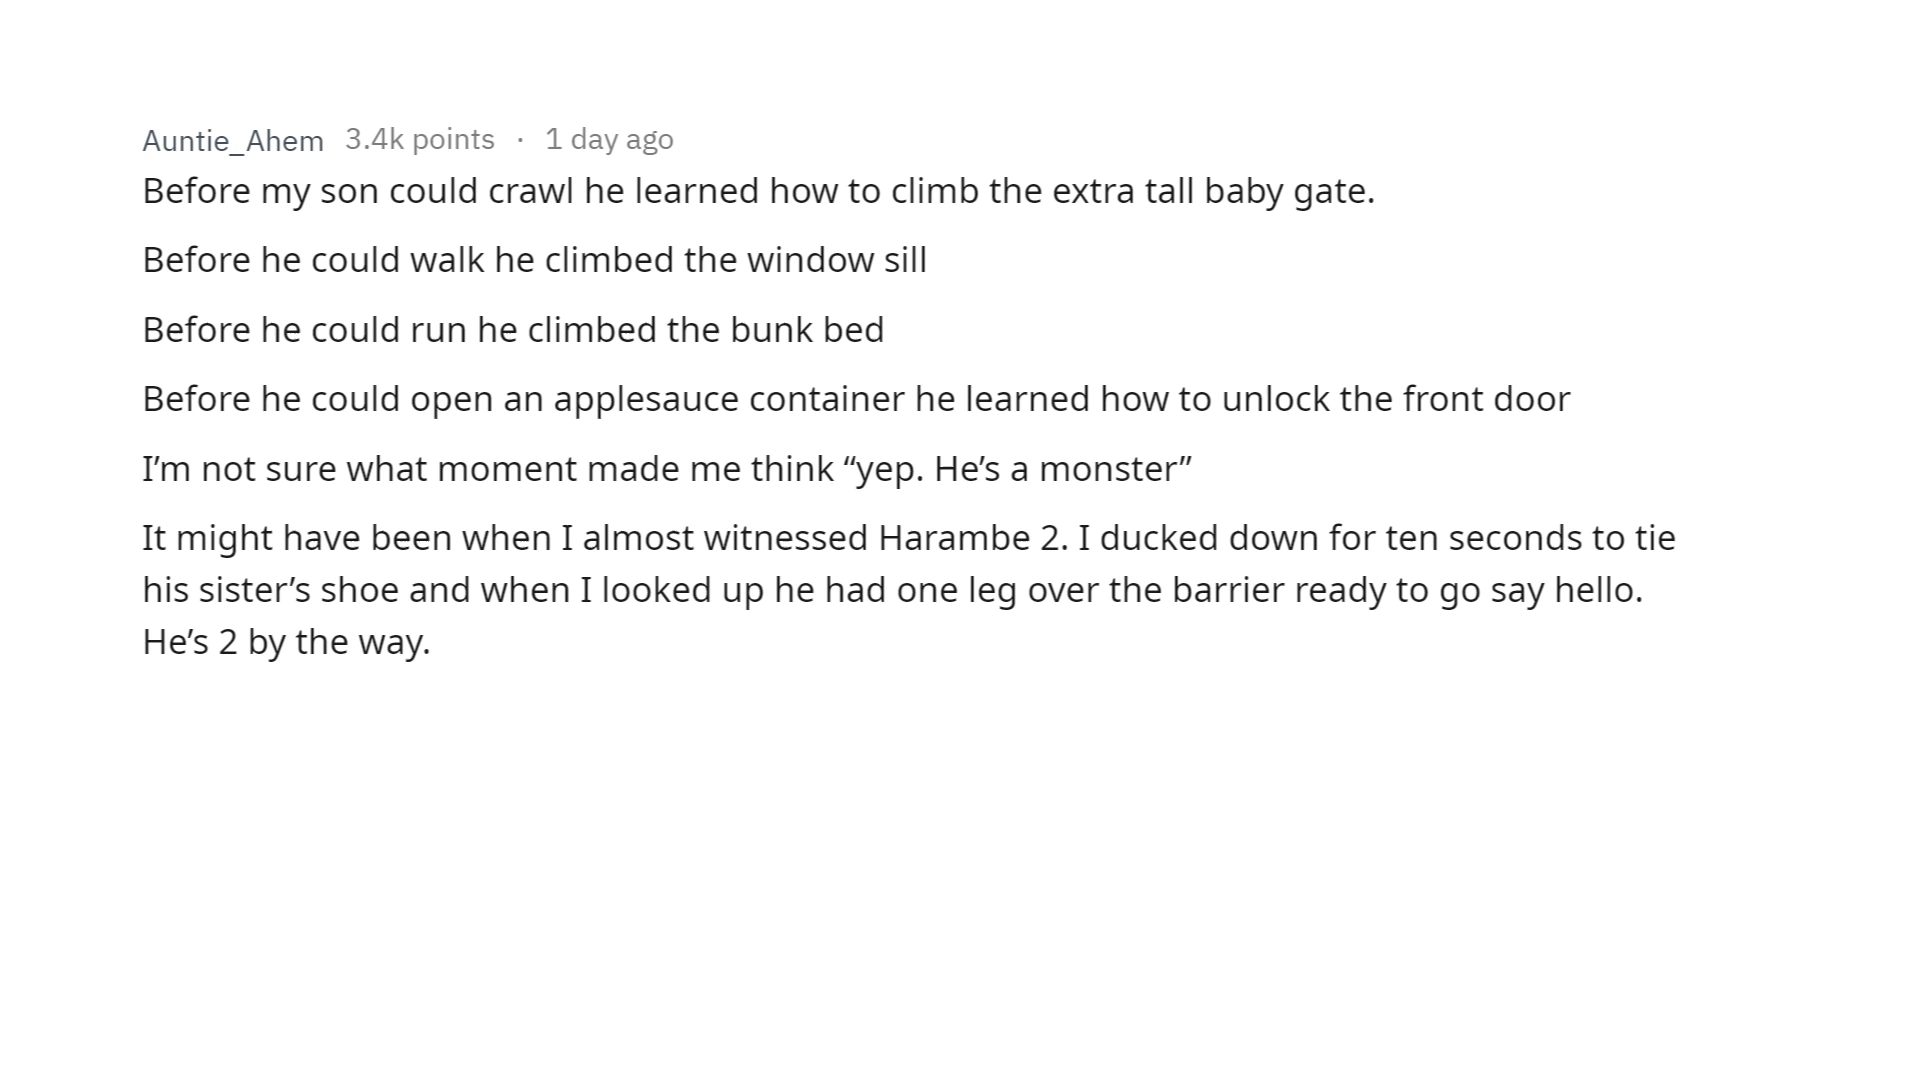 Auntie_Ahem 3.4k points · 1 day ago
Before my son could crawl he learned how to climb the extra tall baby gate.
Before he could walk he climbed the window sill
Before he could run he climbed the bunk bed
Before he could open an applesauce container he learned how to unlock the front door
I’m not sure what moment made me think “yep. He’s a monster”
It might have been when I almost witnessed Harambe 2. I ducked down for ten seconds to tie
his sister’s shoe and when I looked up he had one leg over the barrier ready to go say hello.
He’s 2 by the way.